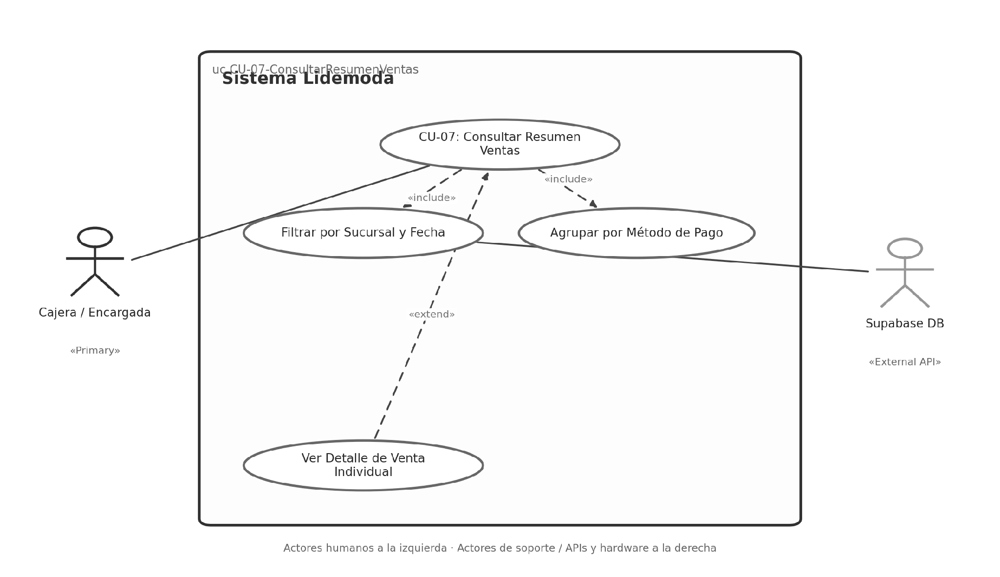 uc CU-07-ConsultarResumenVentas
Sistema Lidemoda
CU-07: Consultar Resumen
Ventas
«include»
«include»
Filtrar por Sucursal y Fecha
Agrupar por Método de Pago
«extend»
Cajera / Encargada
«Primary»
Supabase DB
«External API»
Ver Detalle de Venta
Individual
Actores humanos a la izquierda · Actores de soporte / APIs y hardware a la derecha